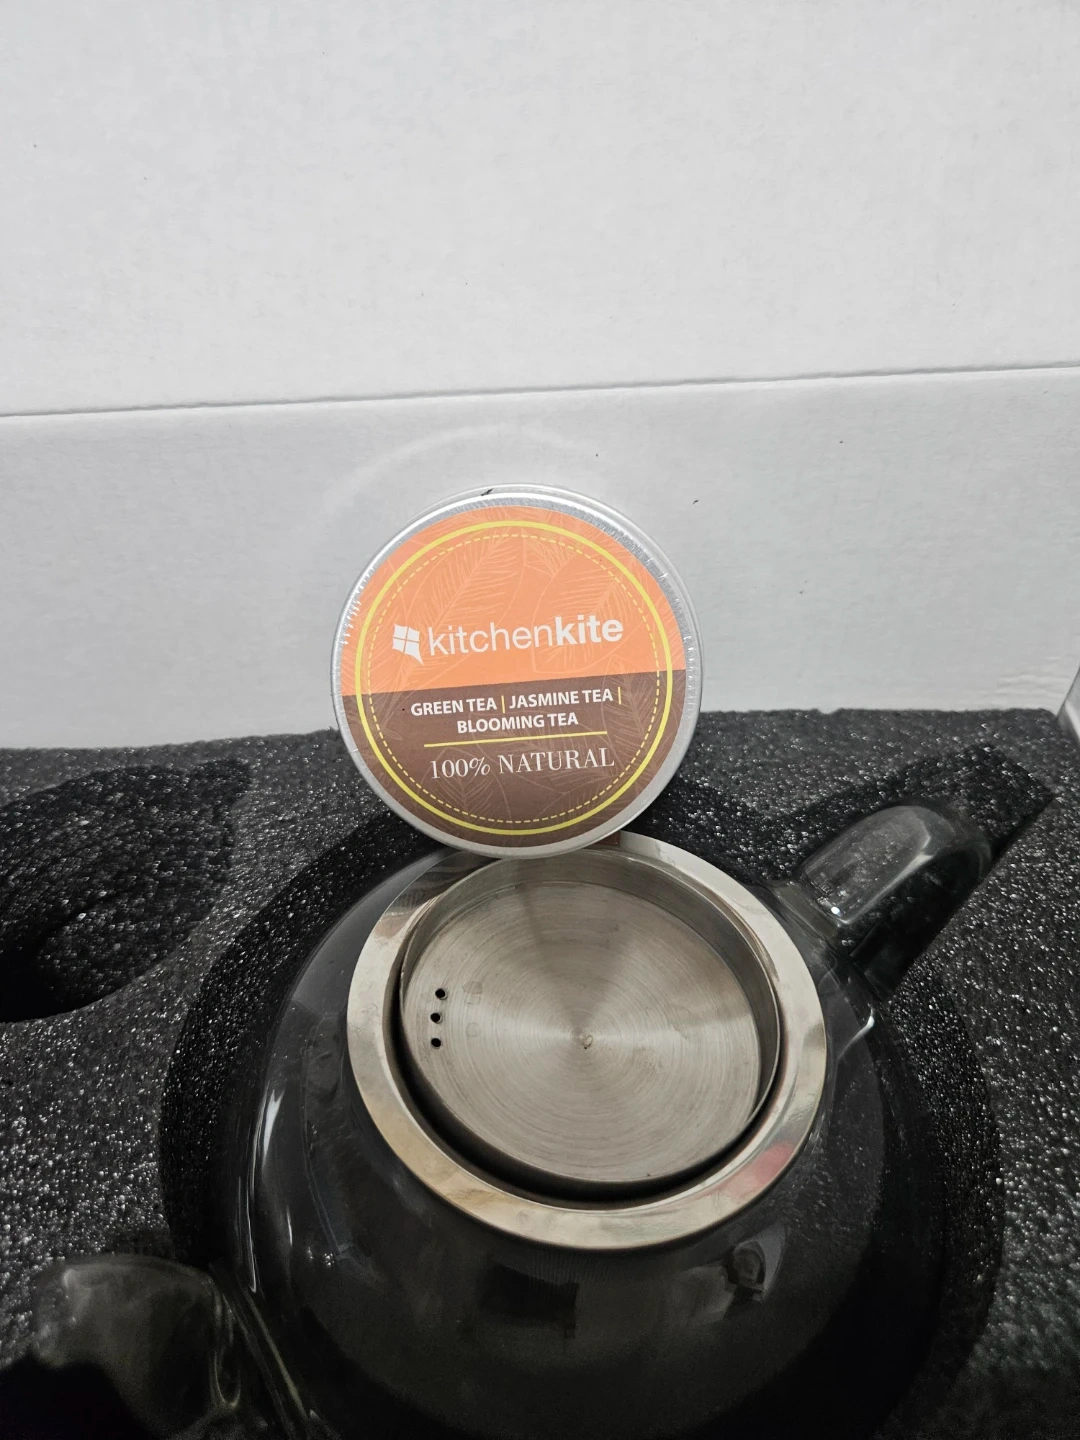 kitchenkite
GREEN TEA | JASMINE TEA |
BLOOMING TEA
100% NATURAL